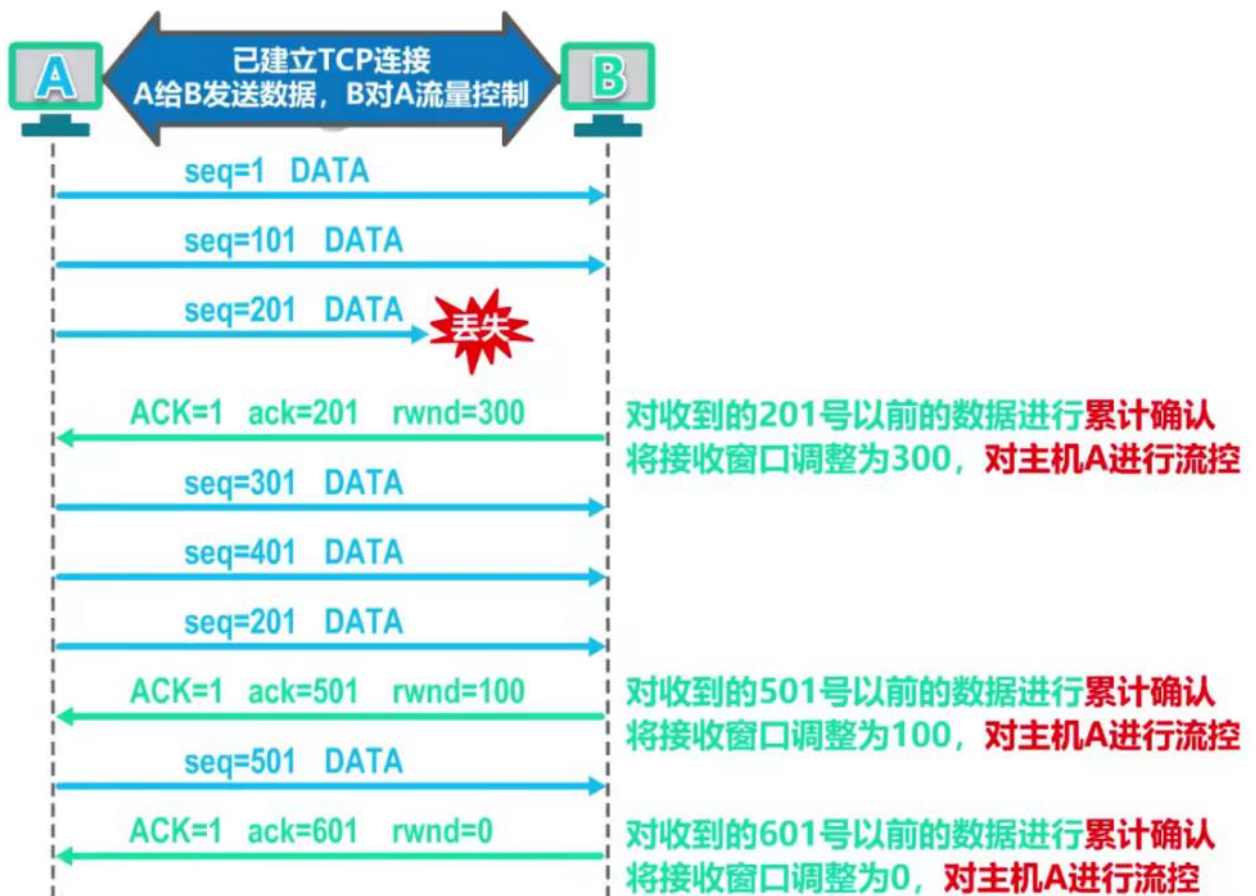 A
已建立TCP连接
A给B发送数据，B对A流量控制
B
seq=1 DATA
seq=101 DATA
seq=201 DATA
丢失
ACK=1 ack=201 rwnd=300
对收到的201号以前的数据进行累计确认
将接收窗口调整为300，对主机A进行流控
seq=301 DATA
seq=401 DATA
seq=201 DATA
ACK=1 ack=501 rwnd=100
对收到的501号以前的数据进行累计确认
将接收窗口调整为100，对主机A进行流控
seq=501 DATA
ACK=1 ack=601 rwnd=0
对收到的601号以前的数据进行累计确认
将接收窗口调整为0，对主机A进行流控